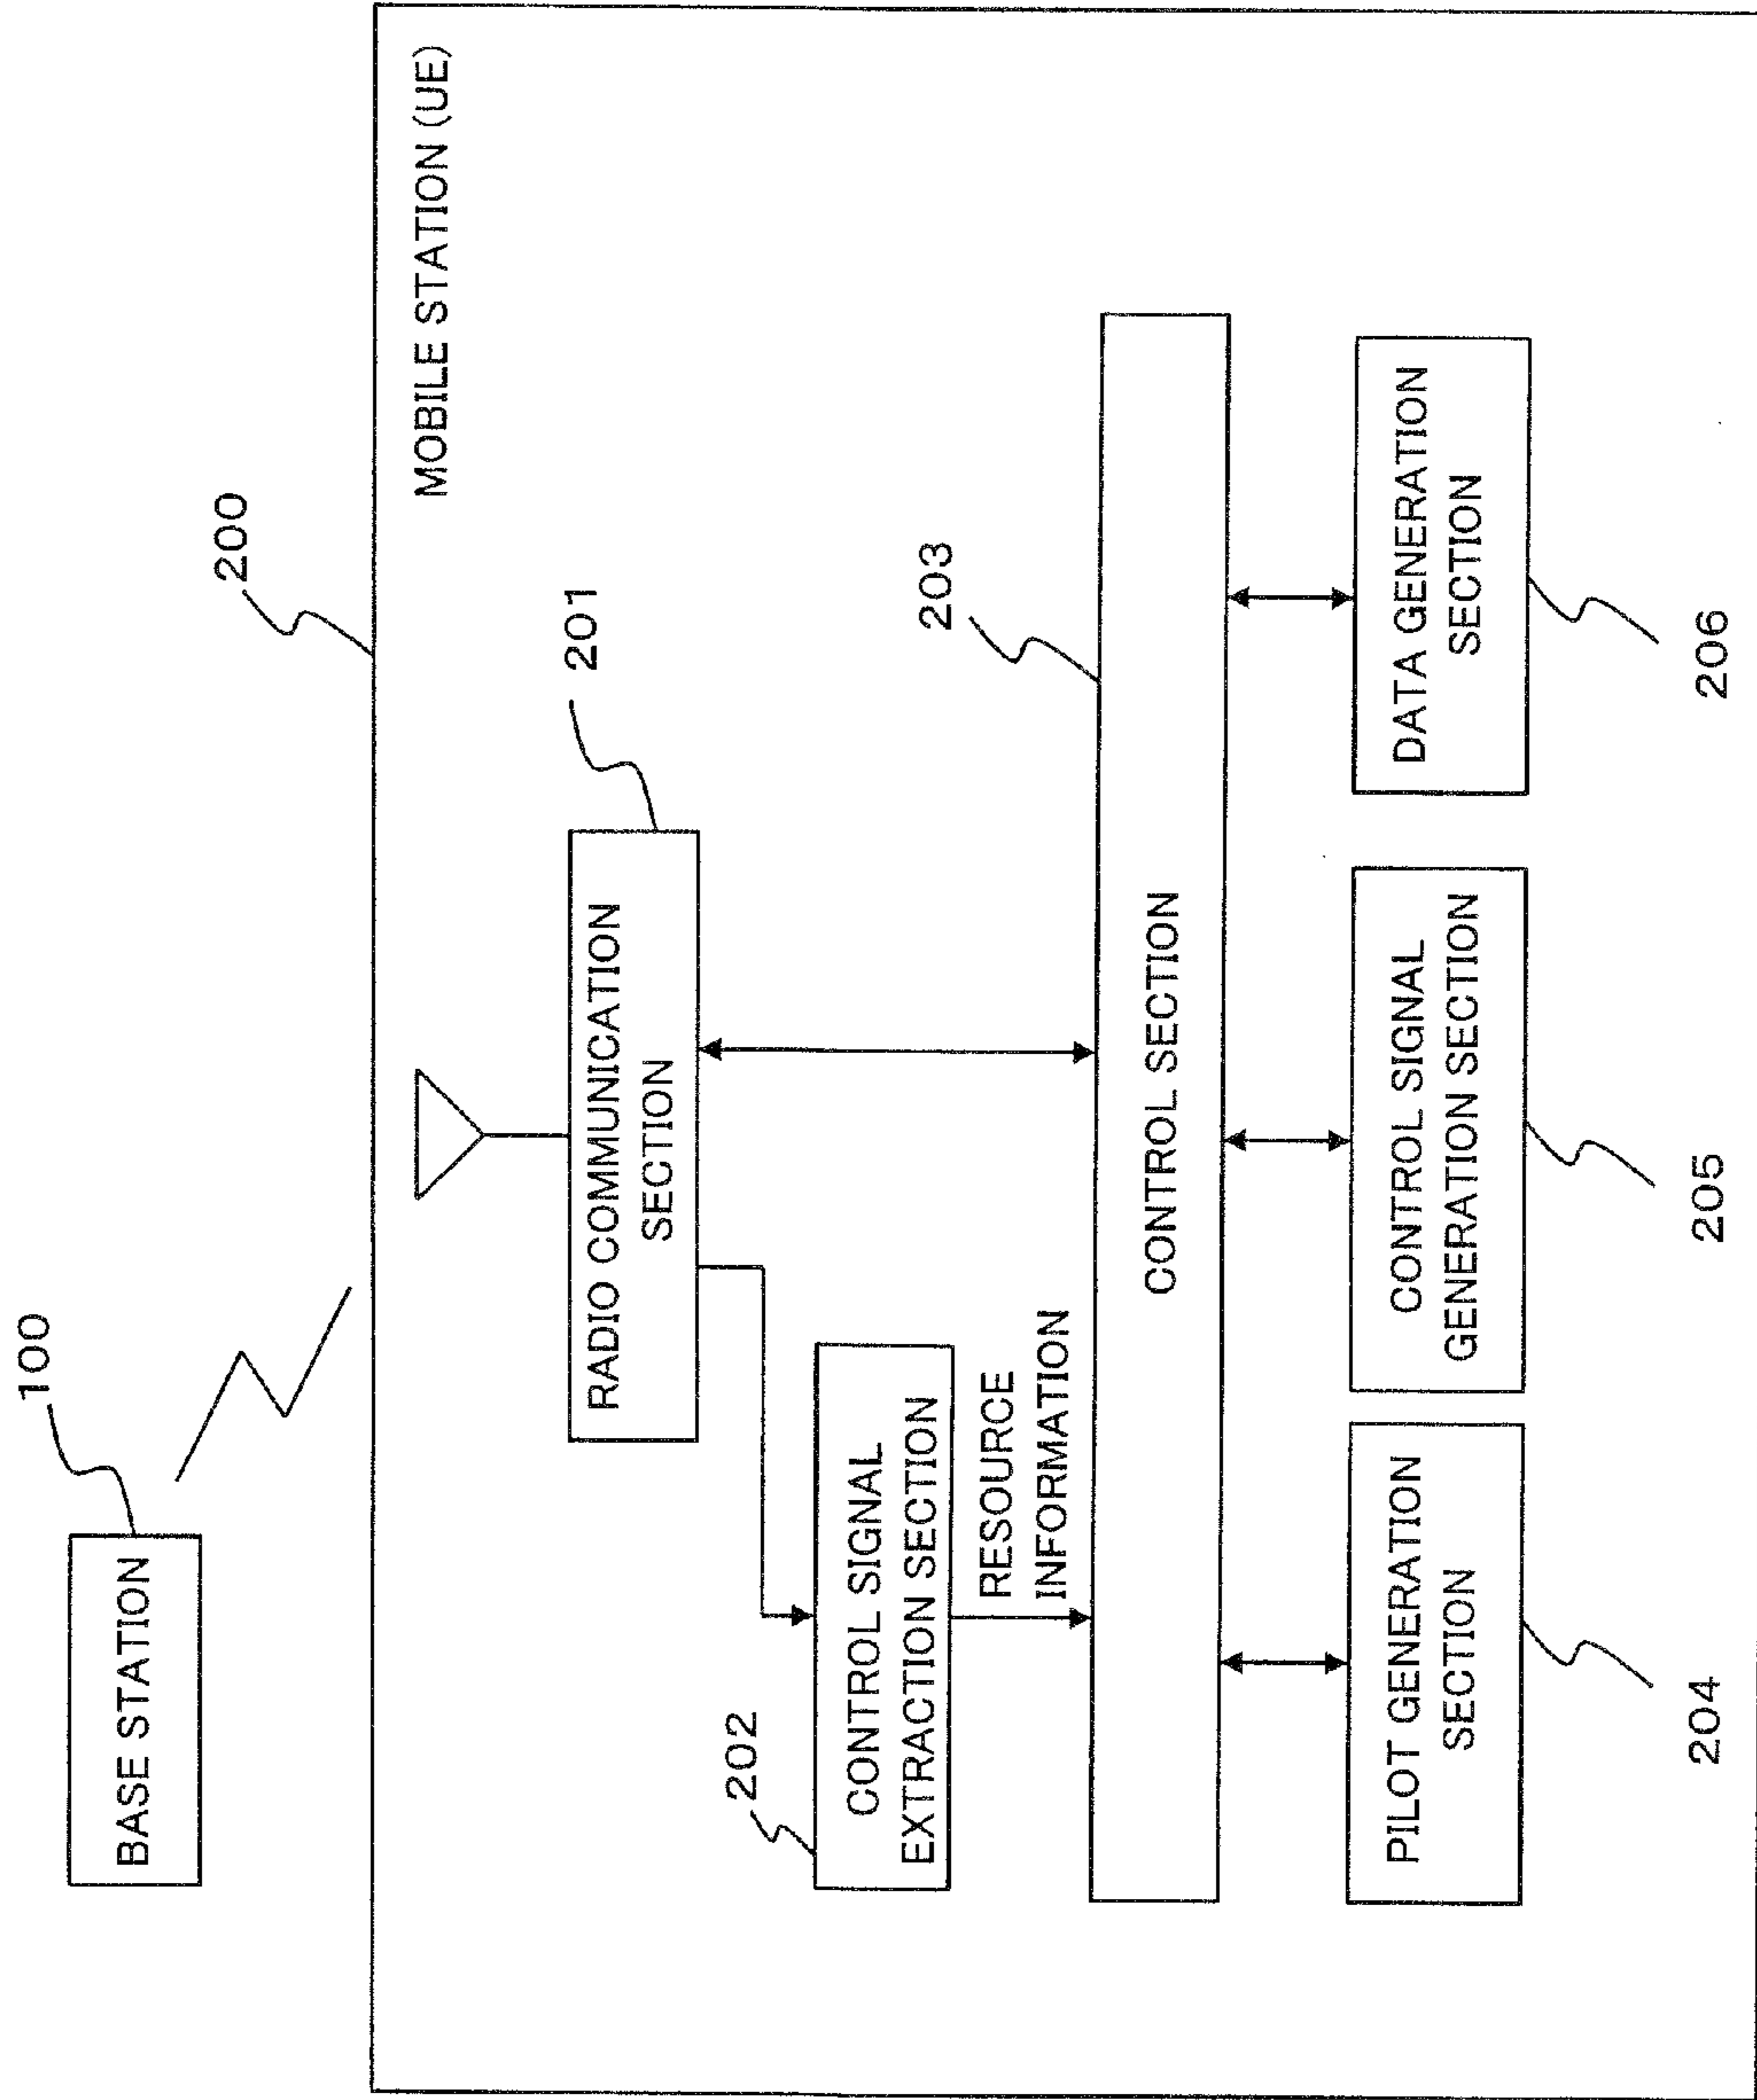 100
BASE STATION
200
MOBILE STATION (UE)
201
RADIO COMMUNICATION
SECTION
202
CONTROL SIGNAL
EXTRACTION SECTION
RESOURCE
INFORMATION
203
CONTROL SECTION
PILOT GENERATION
SECTION
204
CONTROL SIGNAL
GENERATION SECTION
205
DATA GENERATION
SECTION
206